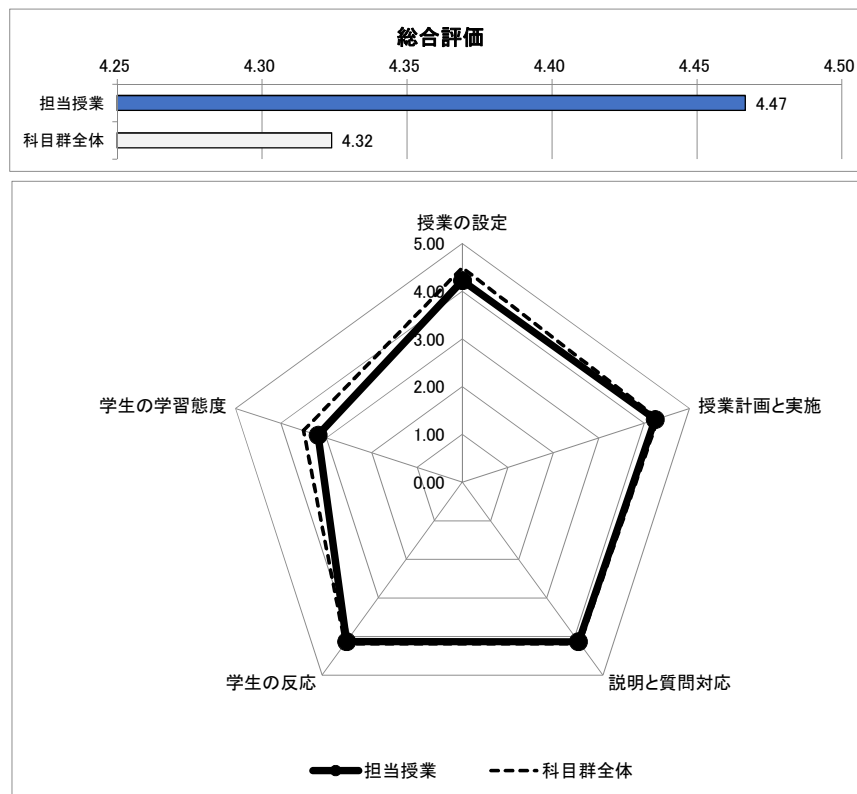 総合評価
4.25 4.30 4.35 4.40 4.45 4.50
担当授業 4.47
科目群全体 4.32
授業の設定
5.00
4.00
3.00
2.00
1.00
0.00
学生の学習態度 授業計画と実施
学生の反応 説明と質問対応
担当授業 科目群全体